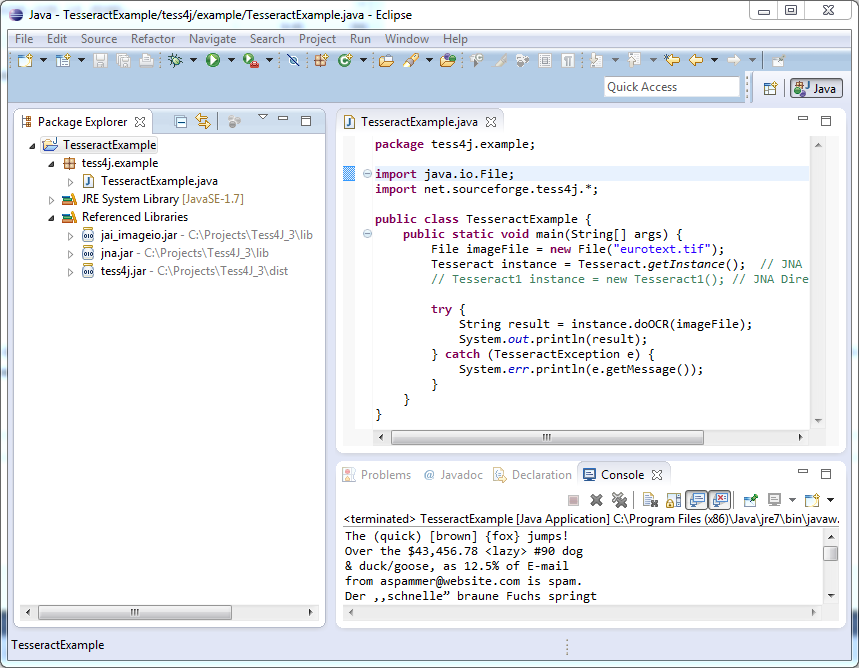 Java - TesseractExample/tess4j/example/TesseractExample.java - Eclipse
File Edit Source Refactor Navigate Search Project Run Window Help
Quick Access
Java
Package Explorer
TesseractExample
tess4j.example
TesseractExample.java
JRE System Library [JavaSE-1.7]
Referenced Libraries
jai_imageio.jar - C:\Projects\Tess4J_3\lib
jna.jar - C:\Projects\Tess4J_3\lib
tess4j.jar - C:\Projects\Tess4J_3\dist
TesseractExample.java
package tess4j.example;
import java.io.File;
import net.sourceforge.tess4j.*;
public class TesseractExample {
public static void main(String[] args) {
File imageFile = new File("eurotext.tif");
Tesseract instance = Tesseract.getInstance(); // JNA
// Tesseract1 instance = new Tesseract1(); // JNA Dire
try {
String result = instance.doOCR(imageFile);
System.out.println(result);
} catch (TesseractException e) {
System.err.println(e.getMessage());
}
}
}
Problems @ Javadoc Declaration Console
<terminated> TesseractExample [Java Application] C:\Program Files (x86)\Java\jre7\bin\javaw.
The (quick) [brown] {fox} jumps!
Over the $43,456.78 <lazy> #90 dog
& duck/goose, as 12.5% of E-mail
from aspammer@website.com is spam.
Der ,,schnelle” braune Fuchs springt
TesseractExample